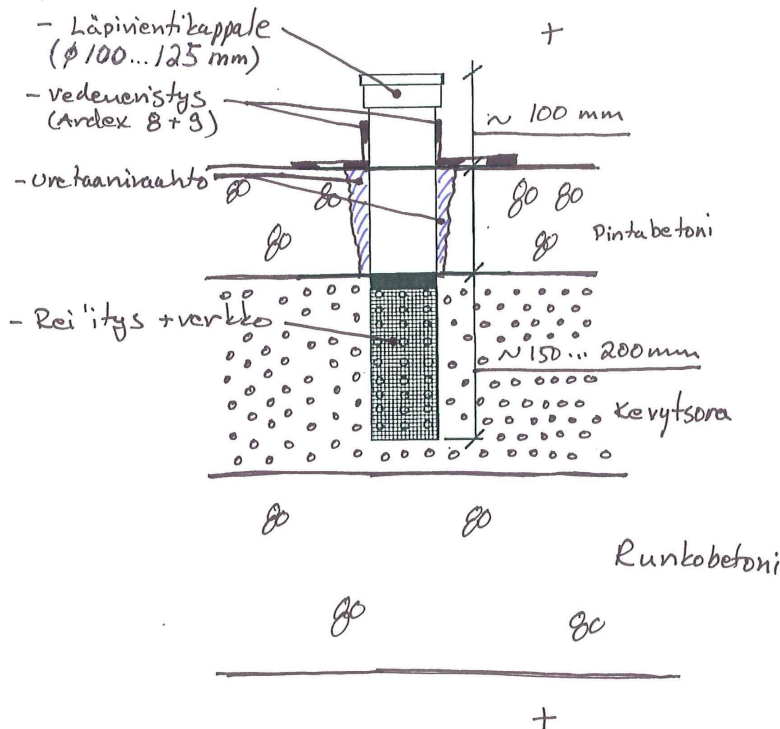 - Läpivientikappale
(ø 100...125 mm)
- vedeneristys
(Ardex 8+9)
- Uretaanivaahto
- Rei'itys + verkko
+
~ 100 mm
Pintabetoni
~ 150 ... 200 mm
Kevytsora
Runkobetoni
+